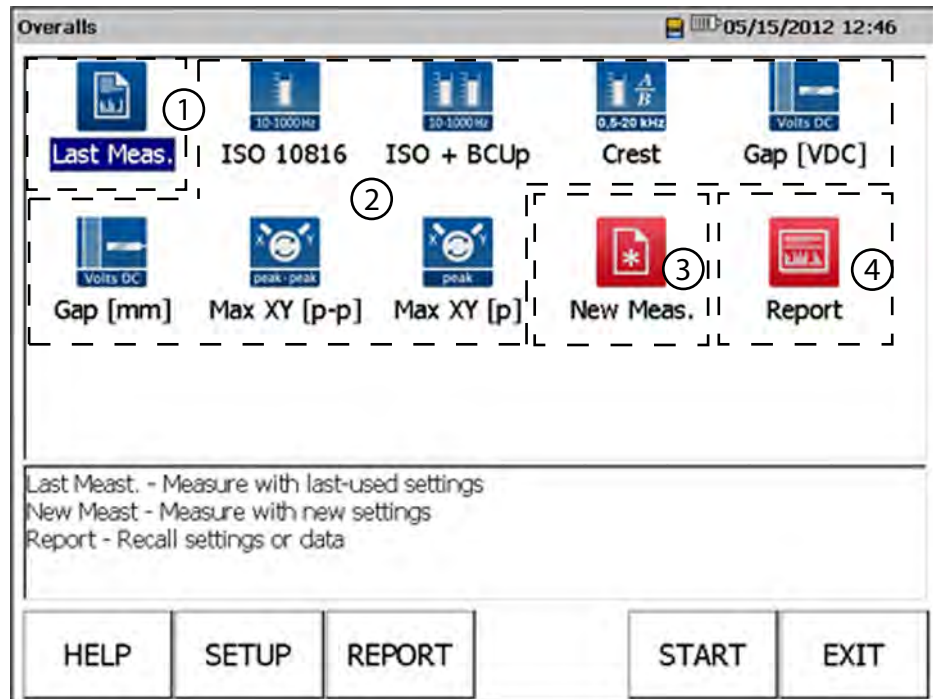 Overalls 05/15/2012 12:46
1
10-1000 Hz 10-1000 Hz A/B 0,5-20 kHz Volts DC
Last Meas. ISO 10816 ISO + BCUp Crest Gap [VDC]
2
X Y X Y * 3 4
Volts DC peak - peak peak
Gap [mm] Max XY [p-p] Max XY [p] New Meas. Report
Last Meast. - Measure with last-used settings
New Meast - Measure with new settings
Report - Recall settings or data
HELP SETUP REPORT START EXIT